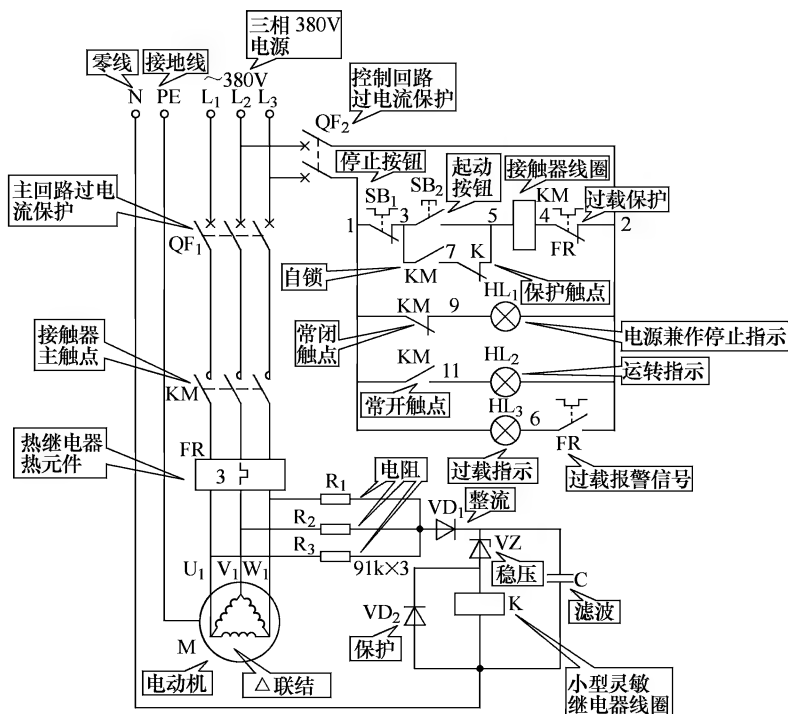 三相 380V
电源
零线
接地线
～380V
N
PE
L₁
L₂
L₃
控制回路
过电流保护
QF₂
停止按钮
起动
按钮
接触器线圈
SB₁
SB₂
KM
过载保护
主回路过电
流保护
1
3
5
4
2
QF₁
FR
7
K
自锁
KM
保护触点
KM
9
HL₁
常闭
触点
电源兼作停止指示
接触器
主触点
KM
11
HL₂
运转指示
KM
常开触点
HL₃
6
FR
过载指示
过载报警信号
热继电器
热元件
FR
3
电阻
R₁
整流
VD₁
R₂
R₃
91k×3
VZ
稳压
U₁
V₁
W₁
C
滤波
VD₂
K
保护
M
电动机
△联结
小型灵敏
继电器线圈